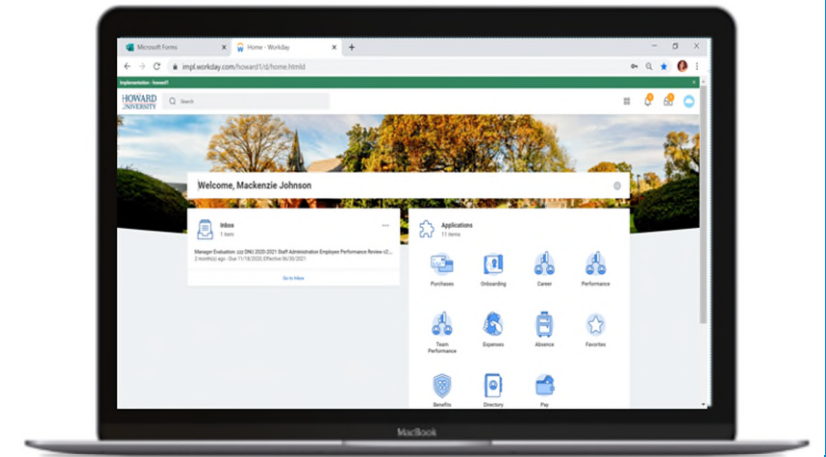 Microsoft Forms
Home - Workday
impl.workday.com/howard1/d/home.htmld
Implementation - howard1
HOWARD
UNIVERSITY
Search
Welcome, Mackenzie Johnson
Inbox
1 item
Manager Evaluation: zzz DNU 2020-2021 Staff Administration Employee Performance Review v2:...
2 month(s) ago - Due 11/18/2020; Effective 06/30/2021
Go to Inbox
Applications
11 items
Purchases
Onboarding
Career
Performance
Team
Performance
Expenses
Absence
Favorites
Benefits
Directory
Pay
MacBook